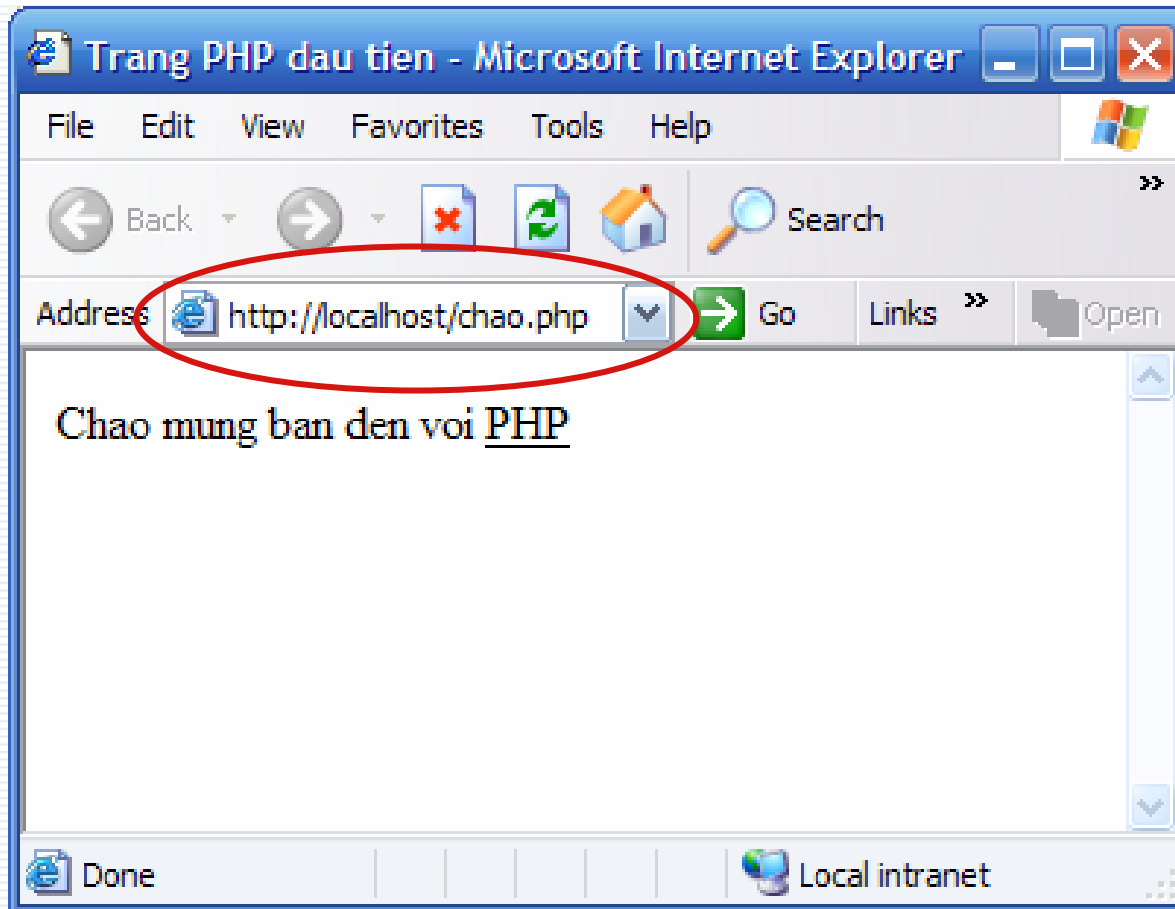 Trang PHP dau tien - Microsoft Internet Explorer
File Edit View Favorites Tools Help
Back Search »
Address http://localhost/chao.php Go Links » Open
Chao mung ban den voi PHP
Done Local intranet